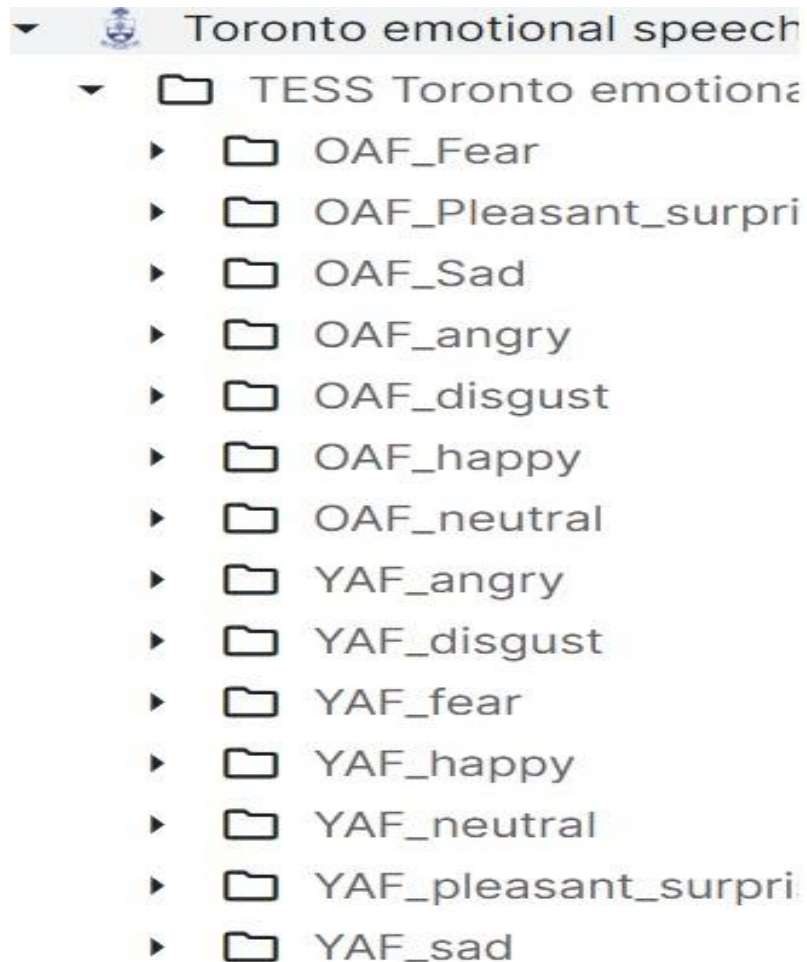 Toronto emotional speech
TESS Toronto emotiona
OAF_Fear
OAF_Pleasant_surpri
OAF_Sad
OAF_angry
OAF_disgust
OAF_happy
OAF_neutral
YAF_angry
YAF_disgust
YAF_fear
YAF_happy
YAF_neutral
YAF_pleasant_surpri
YAF_sad